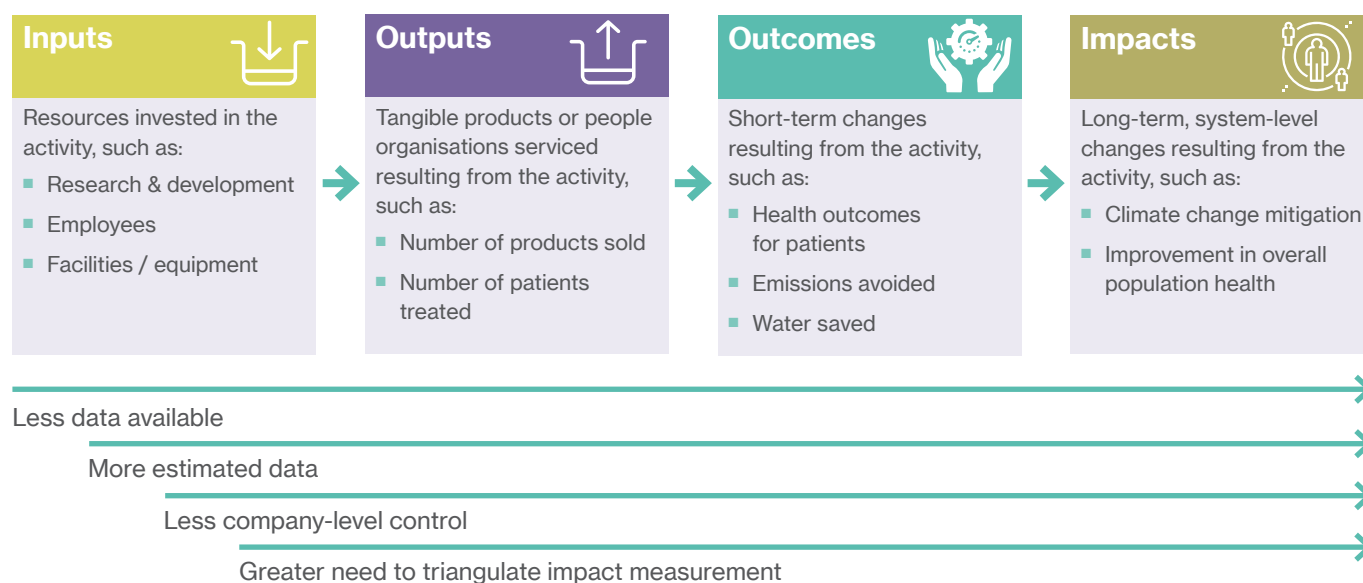 Inputs
Resources invested in the
activity, such as:
Research & development
Employees
Facilities / equipment
Outputs
Tangible products or people
organisations serviced
resulting from the activity,
such as:
Number of products sold
Number of patients
treated
Outcomes
Short-term changes
resulting from the activity,
such as:
Health outcomes
for patients
Emissions avoided
Water saved
Impacts
Long-term, system-level
changes resulting from the
activity, such as:
Climate change mitigation
Improvement in overall
population health
Less data available
More estimated data
Less company-level control
Greater need to triangulate impact measurement